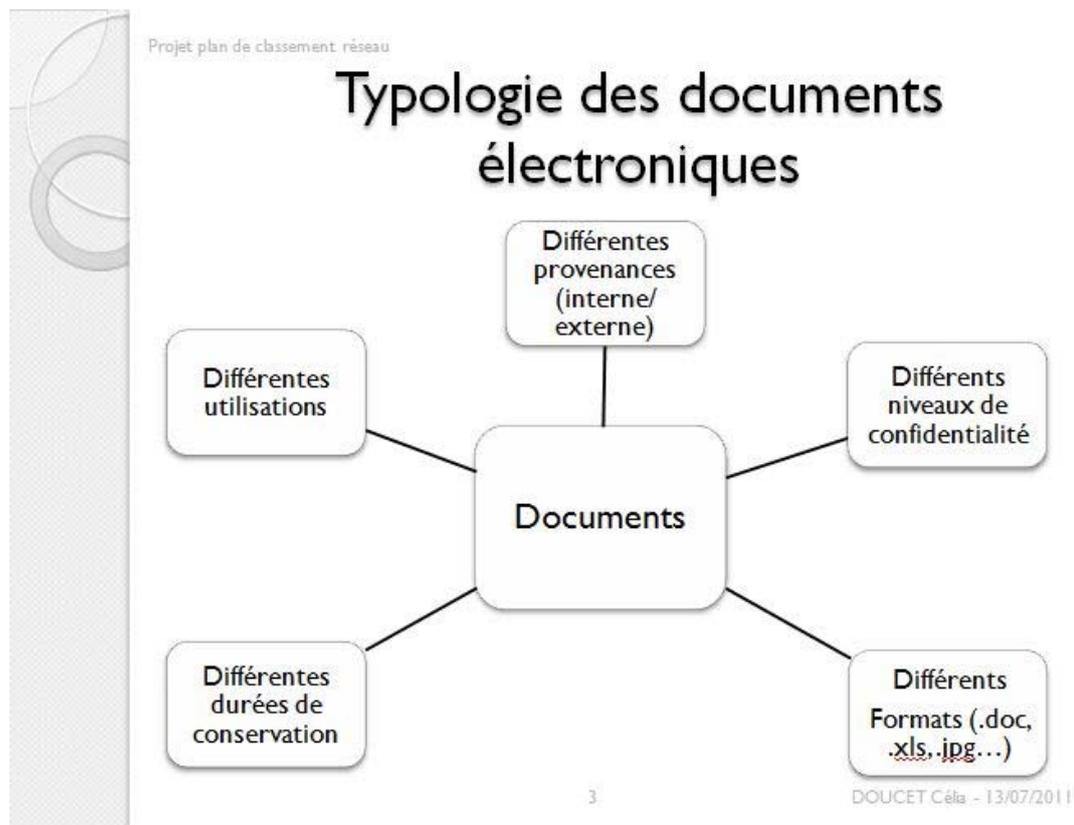 Projet plan de classement réseau
Typologie des documents
électroniques
Différentes
provenances
(interne/
externe)
Différentes
utilisations
Différents
niveaux de
confidentialité
Documents
Différentes
durées de
conservation
Différents
Formats (.doc,
.xls,.jpg…)
3
DOUCET Célia - 13/07/2011